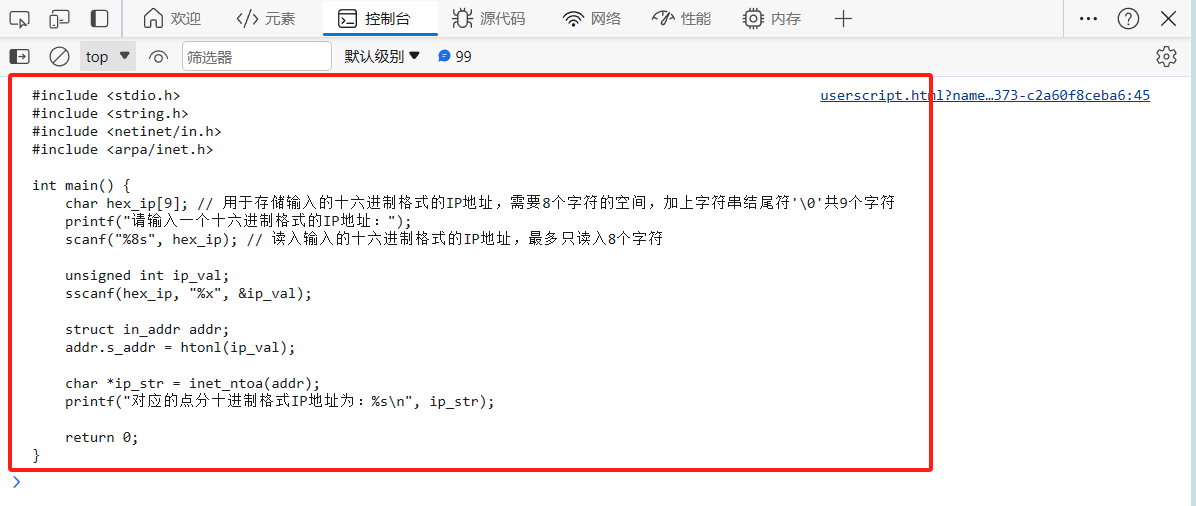 欢迎 元素 控制台 源代码 网络 性能 内存
top 筛选器 默认级别 99
userscript.html?name…373-c2a60f8ceba6:45
#include <stdio.h>
#include <string.h>
#include <netinet/in.h>
#include <arpa/inet.h>
int main() {
    char hex_ip[9]; // 用于存储输入的十六进制格式的IP地址，需要8个字符的空间，加上字符串结尾符'\0'共9个字符
    printf("请输入一个十六进制格式的IP地址：");
    scanf("%8s", hex_ip); // 读入输入的十六进制格式的IP地址，最多只读入8个字符
    unsigned int ip_val;
    sscanf(hex_ip, "%x", &ip_val);
    struct in_addr addr;
    addr.s_addr = htonl(ip_val);
    char *ip_str = inet_ntoa(addr);
    printf("对应的点分十进制格式IP地址为：%s\n", ip_str);
    return 0;
}